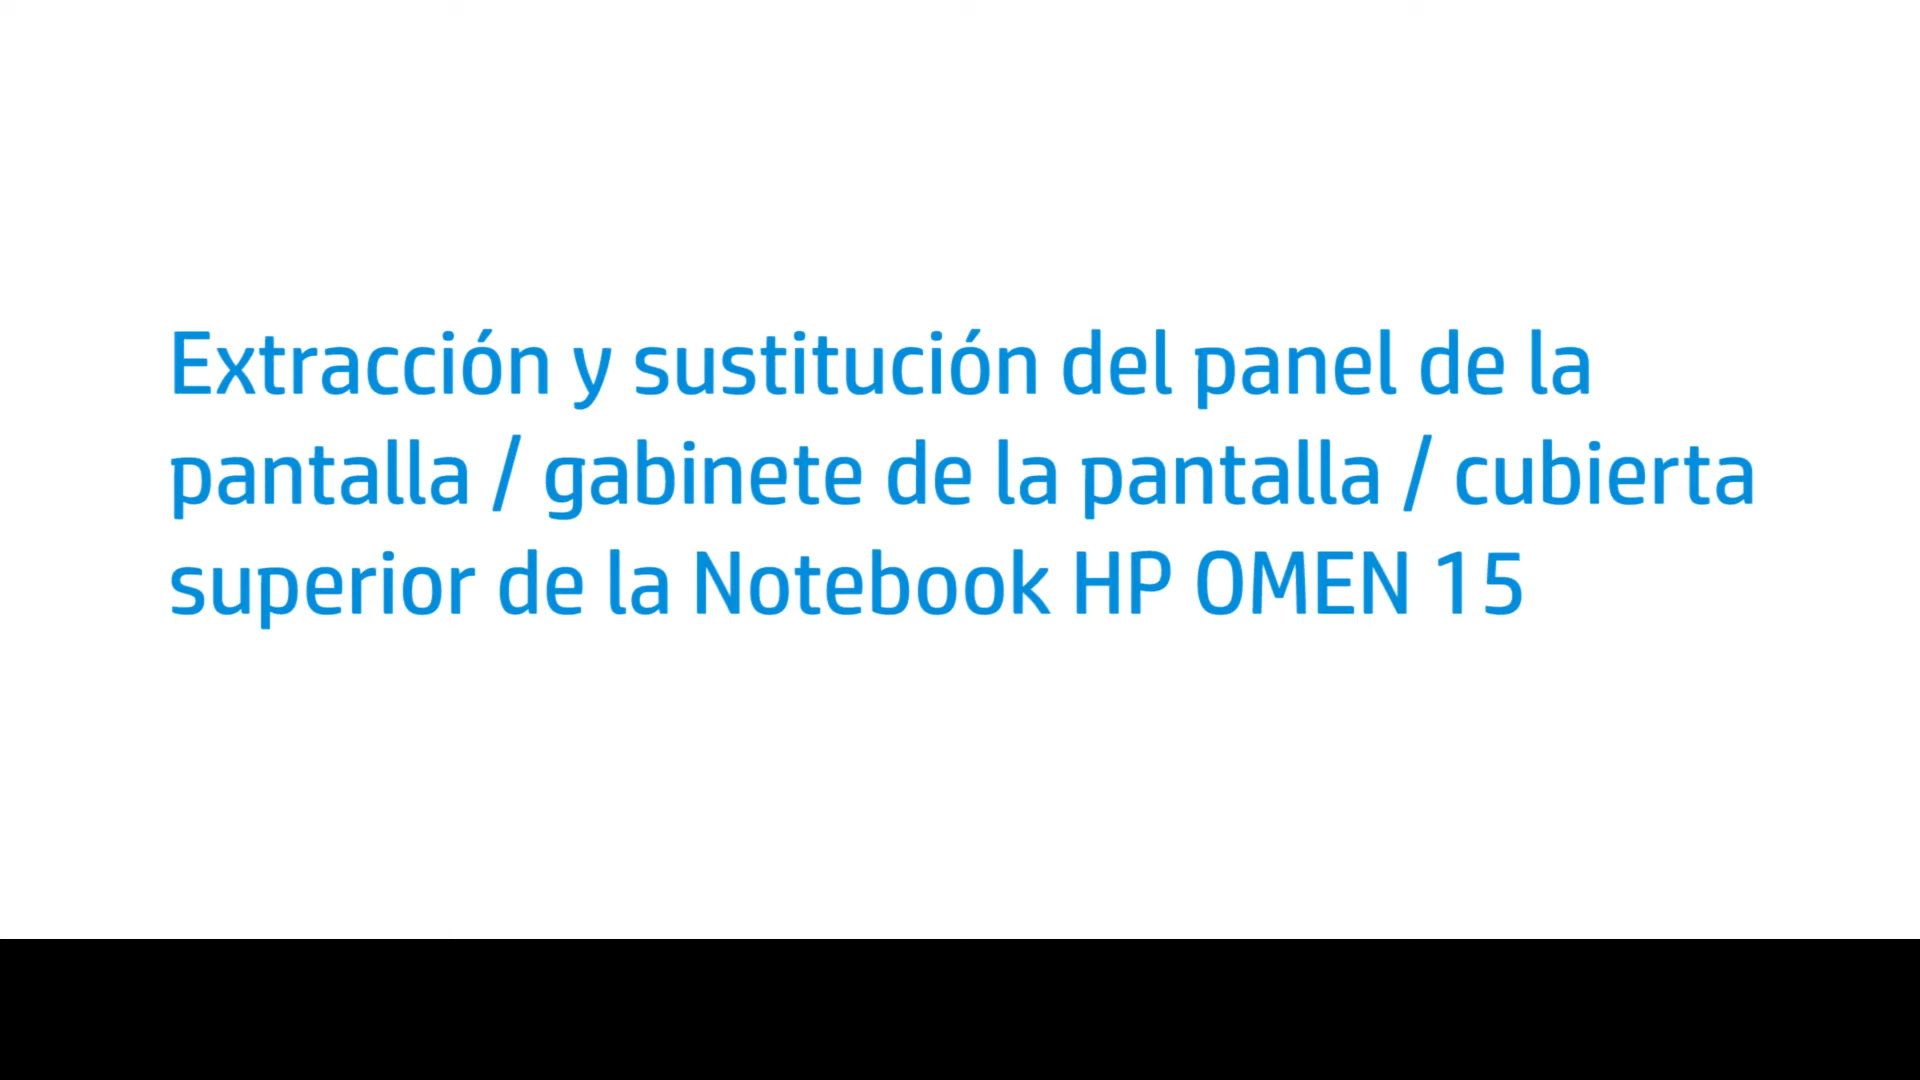 Extracción y sustitución del panel de la
pantalla / gabinete de la pantalla / cubierta
superior de la Notebook HP OMEN 15